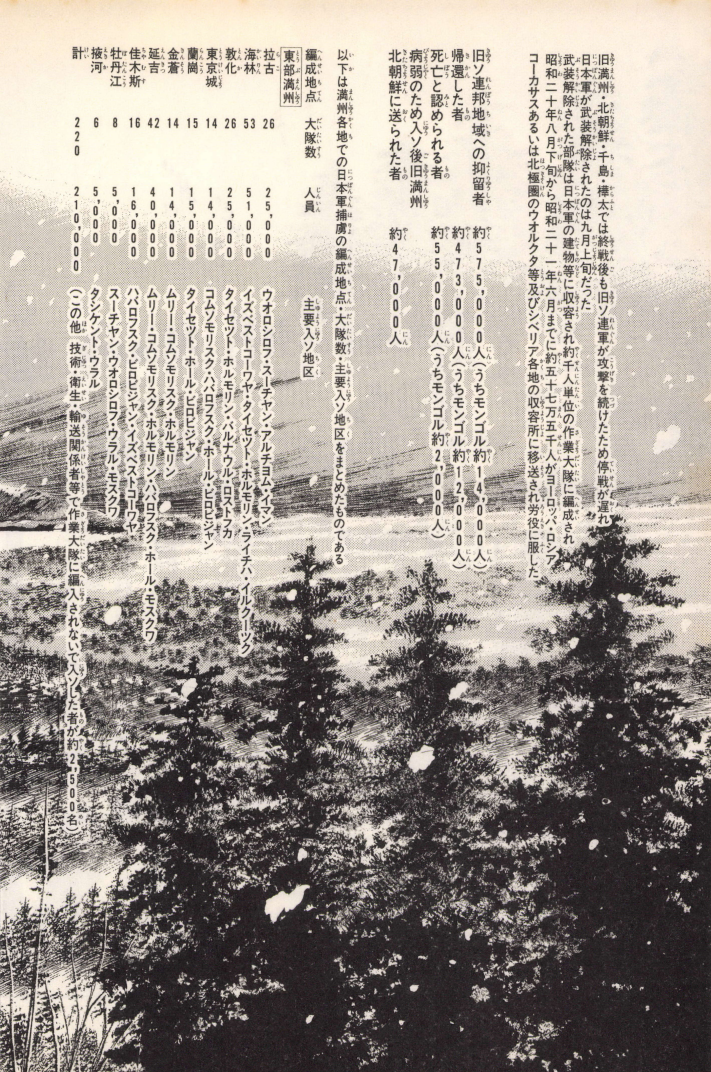 旧満州・北朝鮮・千島・樺太では終戦後も旧ソ連軍が攻撃を続けたため停戦が遅れ
日本軍が武装解除されたのは九月上旬だった
武装解除された部隊は日本軍の建物等に収容され約千人単位の作業大隊に編成され
昭和二十年八月下旬から昭和二十一年六月までに約五十七万五千人がヨーロッパ・ロシア
コーカサスあるいは北極圏のウオルクタ等及びシベリア各地の収容所に移送され労役に服した
旧ソ連邦地域への抑留者 約575,000人(うちモンゴル約14,000人)
帰還した者 約473,000人(うちモンゴル約12,000人)
死亡と認められる者 約55,000人(うちモンゴル約2,000人)
病弱のため入ソ後旧満州
北朝鮮に送られた者 約47,000人
以下は満州各地での日本軍捕虜の編成地点・大隊数・主要入ソ地区をまとめたものである
編成地点 大隊数 人員 主要入ソ地区
東部満州
拉古 26 25,000 ウオロシロフ・スーチャン・アルチョム・イマン
海林 53 51,000 イズベストコーワヤ・タイセット・ホルモリン・ライチハ・イルクーツク
敦化 26 25,000 タイセット・ホルモリン・バルナウル・ロストフカ
東京城 14 14,000 コムソモリスク・ハバロフスク・ホール・ビロビジャン
蘭崗 15 15,000 タイセット・ホール・ビロビジャン
金蒼 14 14,000 ムリー・コムソモリスク・ホルモリン
延吉 42 40,000 ムリー・コムソモリスク・ホルモリン・ハバロフスク・ホール・モスクワ
佳木斯 16 16,000 ハバロフスク・ビロビジャン・イズベストコーワヤ
牡丹江 8 5,000 スーチャン・ウオロシロフ・ウラル・モスクワ
掖河 6 5,000 タシケント・ウラル
計 220 210,000 (この他 技術・衛生・輸送関係者等で作業大隊に編入されないで入ソした者が約2,500名)